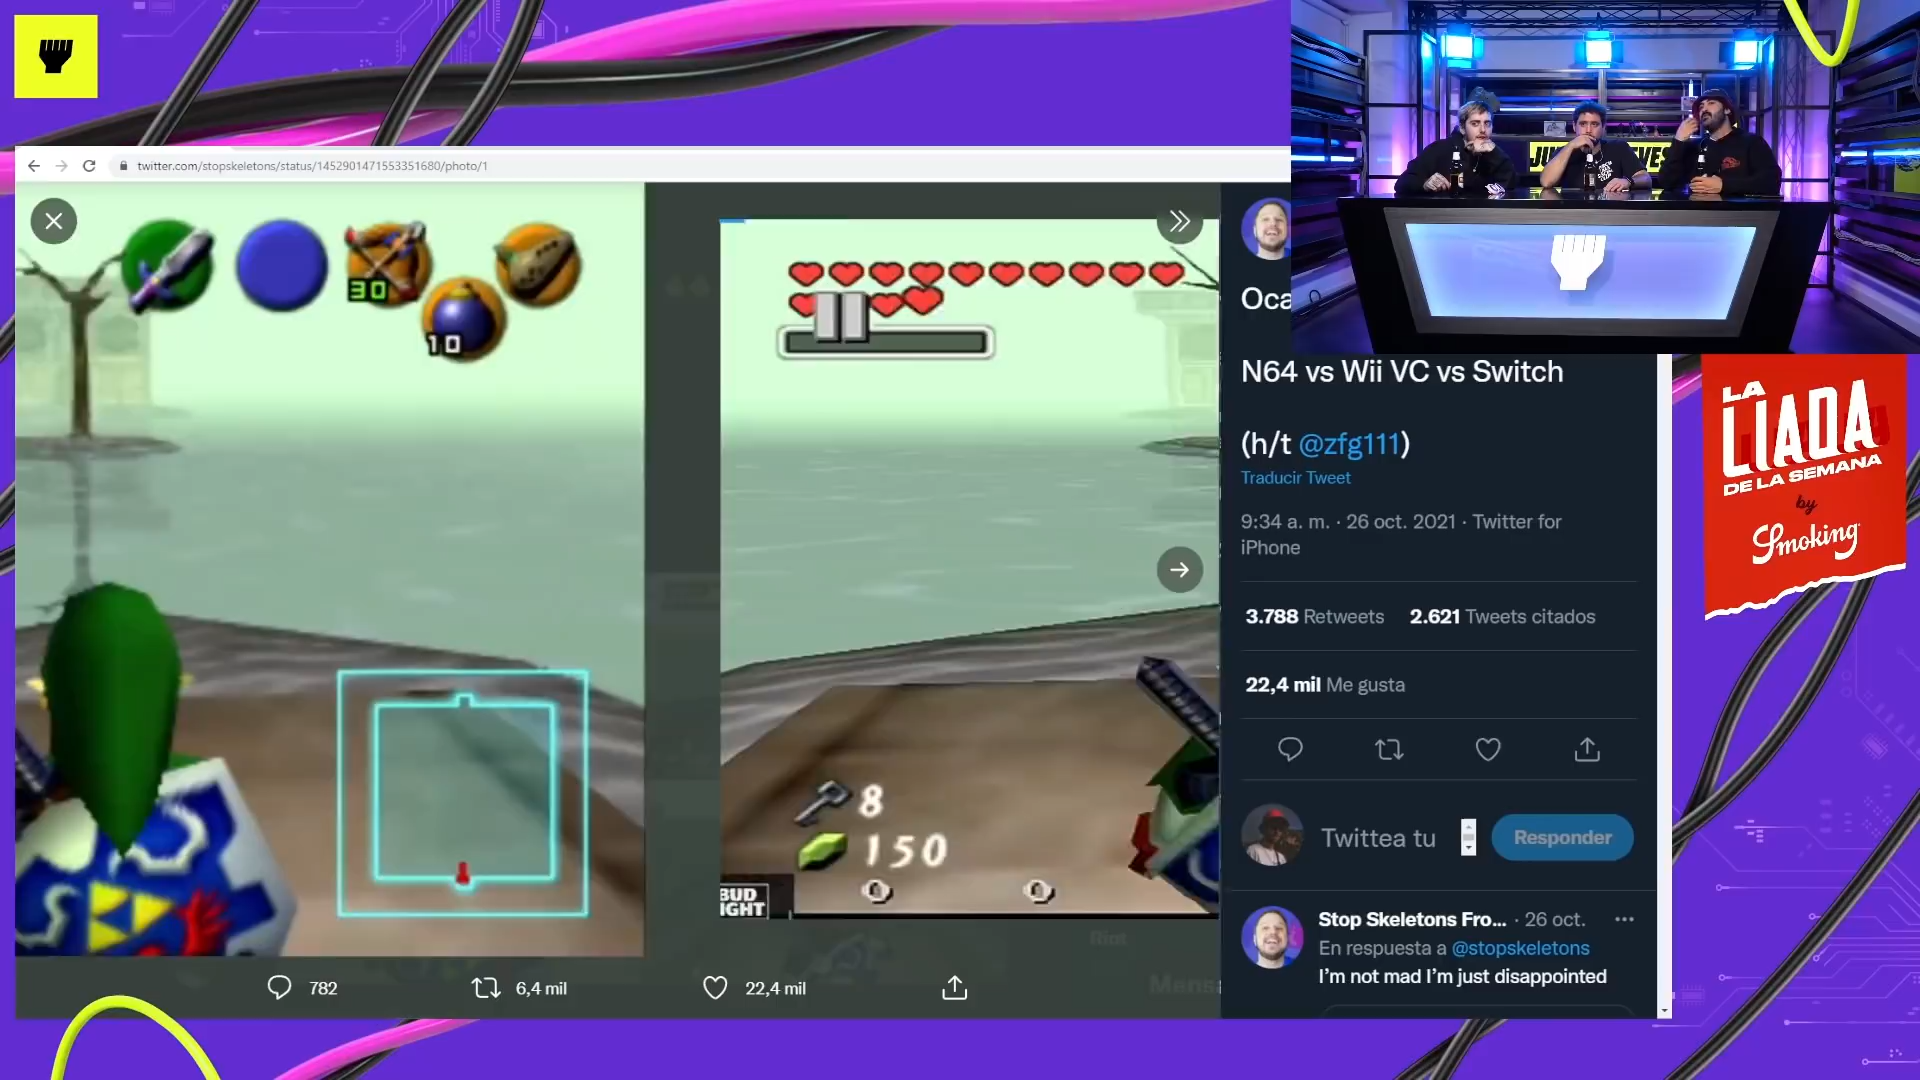 twitter.com/stopskeletons/status/1452901471553351680/photo/1
30
10
8
150
BUD
IGHT
782
6,4 mil
22,4 mil
Oca
N64 vs Wii VC vs Switch
(h/t @zfg111)
Traducir Tweet
9:34 a. m. · 26 oct. 2021 · Twitter for
iPhone
3.788 Retweets 2.621 Tweets citados
22,4 mil Me gusta
Twittea tu
Responder
Stop Skeletons Fro... · 26 oct.
En respuesta a @stopskeletons
I'm not mad I'm just disappointed
LA
LIADA
DE LA SEMANA
by
Smoking